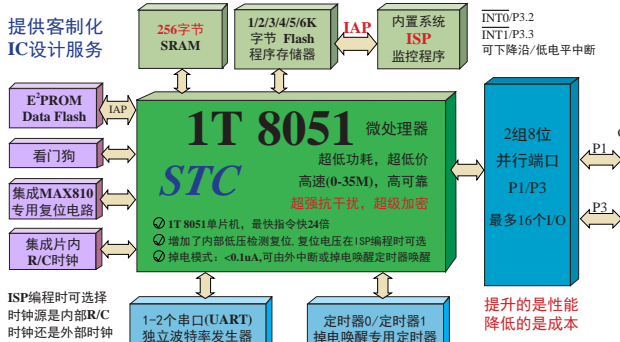 提供客制化
IC设计服务
256字节
SRAM
1/2/3/4/5/6K
字节 Flash
程序存储器
IAP
内置系统
ISP
监控程序
INT0/P3.2
INT1/P3.3
可下降沿/低电平中断
E²PROM
Data Flash
IAP
看门狗
集成MAX810
专用复位电路
集成片内
R/C时钟
1T 8051 微处理器
STC
超低功耗，超低价
高速(0-35M)，高可靠
超强抗干扰，超级加密
1T 8051单片机，最快指令快24倍
增加了内部低压检测复位, 复位电压在ISP编程时可选
掉电模式：<0.1uA,可由外中断或掉电唤醒定时器唤醒
2组8位
并行端口
P1/P3
最多16个I/O
P1
P3
ISP编程时可选择
时钟源是内部R/C
时钟还是外部时钟
1-2个串口(UART)
独立波特率发生器
定时器0/定时器1
掉电唤醒专用定时器
提升的是性能
降低的是成本